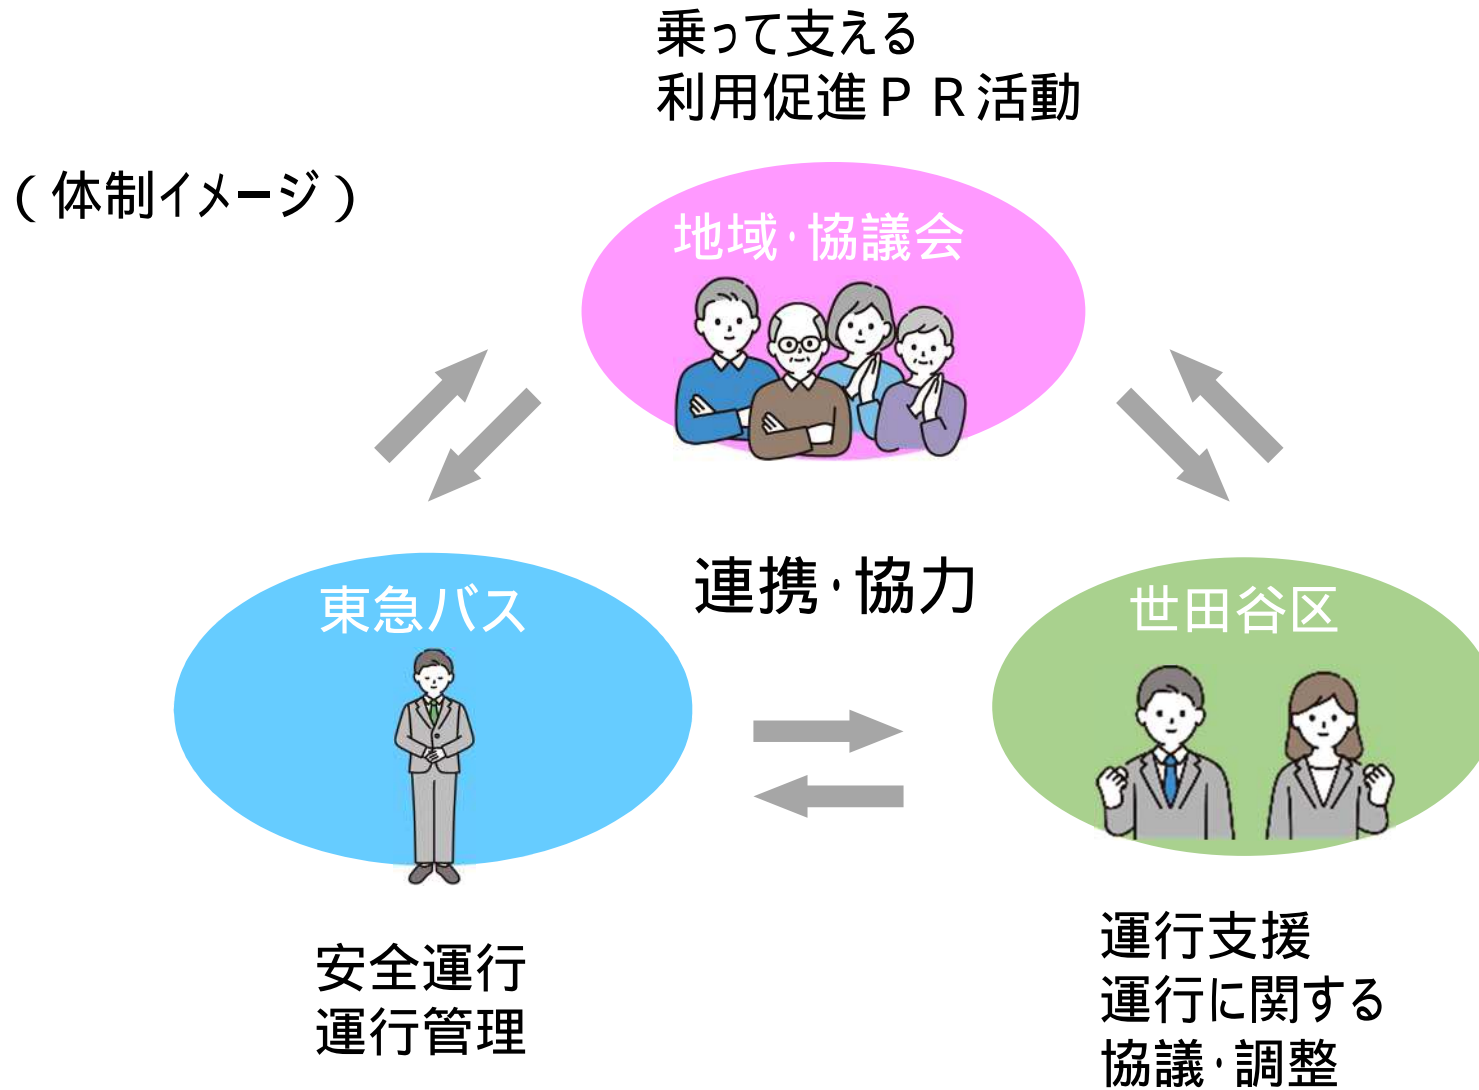 乗って支える
利用促進ＰＲ活動
（体制イメージ）
地域・協議会
連携・協力
東急バス
世田谷区
安全運行
運行管理
運行支援
運行に関する
協議・調整